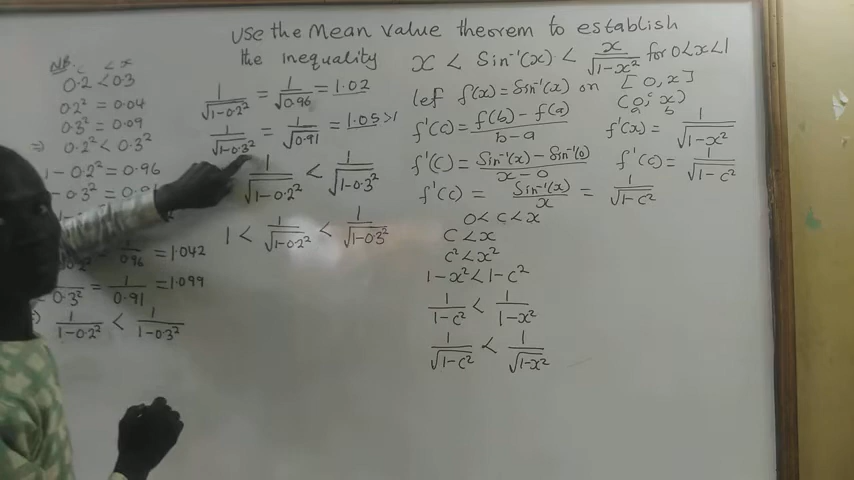 Use the Mean value theorem to establish
the inequality x < Sin⁻¹(x) < x/√(1-x²) for 0<x<1
let f(x) = Sin⁻¹(x) on [0, x]
(0, x)
a b
f'(c) = f(b) - f(a)/b-a
f'(x) = 1/√(1-x²)
f'(c) = Sin⁻¹(x) - Sin⁻¹(0)/x-0
f'(c) = 1/√(1-c²)
f'(c) = Sin⁻¹(x)/x = 1/√(1-c²)
0 < c < x
c < x
c² < x²
1-x² < 1-c²
1/1-c² < 1/1-x²
1/√(1-c²) < 1/√(1-x²)
NB
c < x
0.2 < 0.3
0.2² = 0.04
0.3² = 0.09
⇒ 0.2² < 0.3²
1-0.2² = 0.96
-0.3² =
1/0.96 = 1.042
-0.3² = 1/0.91 = 1.099
1/1-0.2² < 1/1-0.3²
1/√(1-0.2²) = 1/√0.96 = 1.02
1/√(1-0.3²) = 1/√0.91 = 1.05 > 1
1/√(1-0.2²) < 1/√(1-0.3²)
1 < 1/√(1-0.2²) < 1/√(1-0.3²)